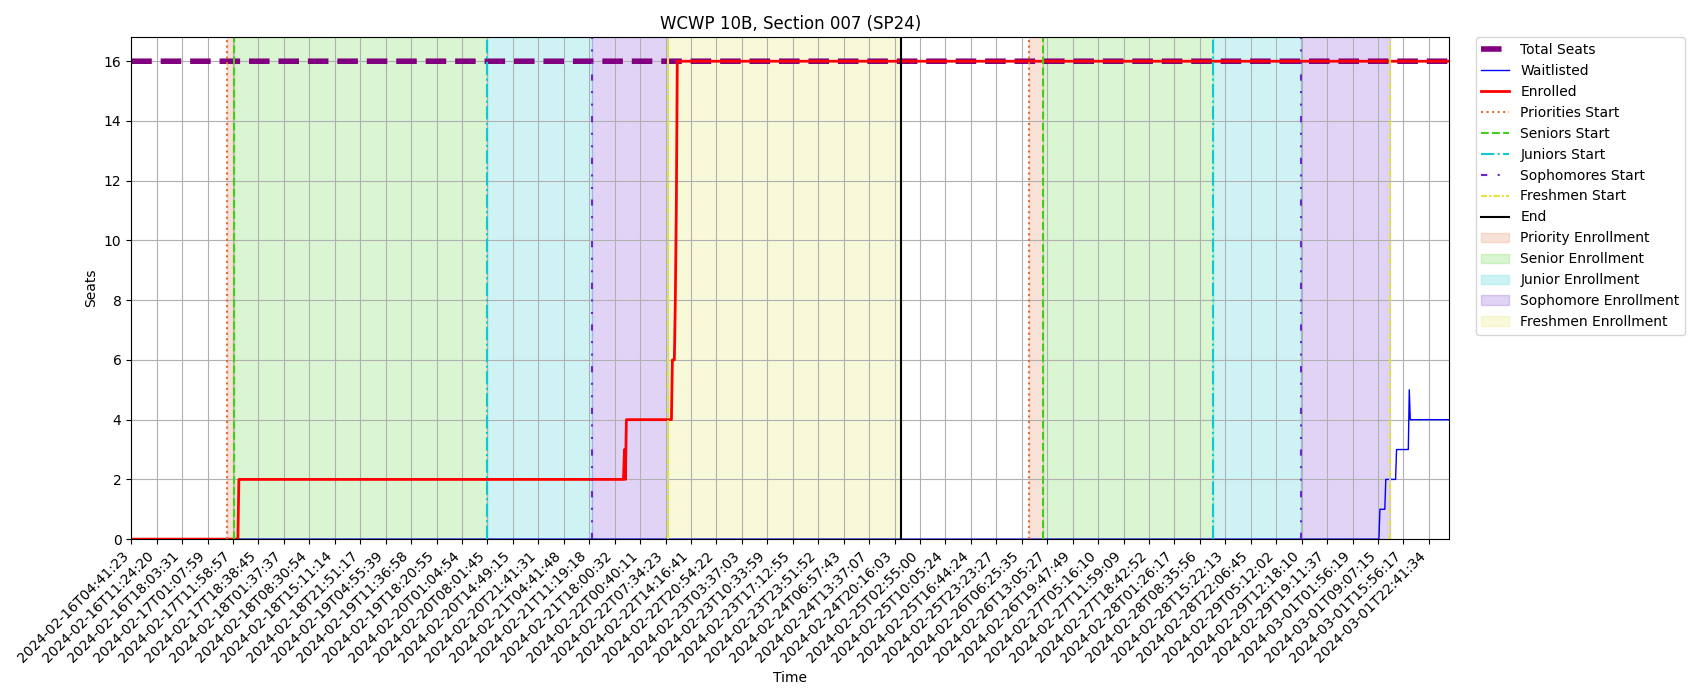 WCWP 10B, Section 007 (SP24)
Seats
16
14
12
10
8
6
4
2
0
2024-02-16T04:41:23
2024-02-16T11:24:20
2024-02-16T18:03:31
2024-02-17T01:07:59
2024-02-17T11:58:57
2024-02-17T18:38:45
2024-02-18T01:37:37
2024-02-18T08:30:54
2024-02-18T15:11:14
2024-02-18T21:51:17
2024-02-19T04:55:39
2024-02-19T11:36:58
2024-02-19T18:20:55
2024-02-20T01:04:54
2024-02-20T08:01:45
2024-02-20T14:49:15
2024-02-20T21:41:31
2024-02-21T04:41:48
2024-02-21T11:19:18
2024-02-21T18:00:32
2024-02-22T00:40:11
2024-02-22T07:34:23
2024-02-22T14:16:41
2024-02-22T20:54:22
2024-02-23T03:37:03
2024-02-23T10:33:59
2024-02-23T17:12:55
2024-02-23T23:51:52
2024-02-24T06:57:43
2024-02-24T13:37:07
2024-02-24T20:16:03
2024-02-25T02:55:00
2024-02-25T10:05:24
2024-02-25T16:44:24
2024-02-25T23:23:27
2024-02-26T06:25:35
2024-02-26T13:05:27
2024-02-26T19:47:49
2024-02-27T05:16:10
2024-02-27T11:59:09
2024-02-27T18:42:52
2024-02-28T01:26:17
2024-02-28T08:35:56
2024-02-28T15:22:13
2024-02-28T22:06:45
2024-02-29T05:12:02
2024-02-29T12:18:10
2024-02-29T19:11:37
2024-03-01T01:56:19
2024-03-01T09:07:15
2024-03-01T15:56:17
2024-03-01T22:41:34
Time
Total Seats
Waitlisted
Enrolled
Priorities Start
Seniors Start
Juniors Start
Sophomores Start
Freshmen Start
End
Priority Enrollment
Senior Enrollment
Junior Enrollment
Sophomore Enrollment
Freshmen Enrollment